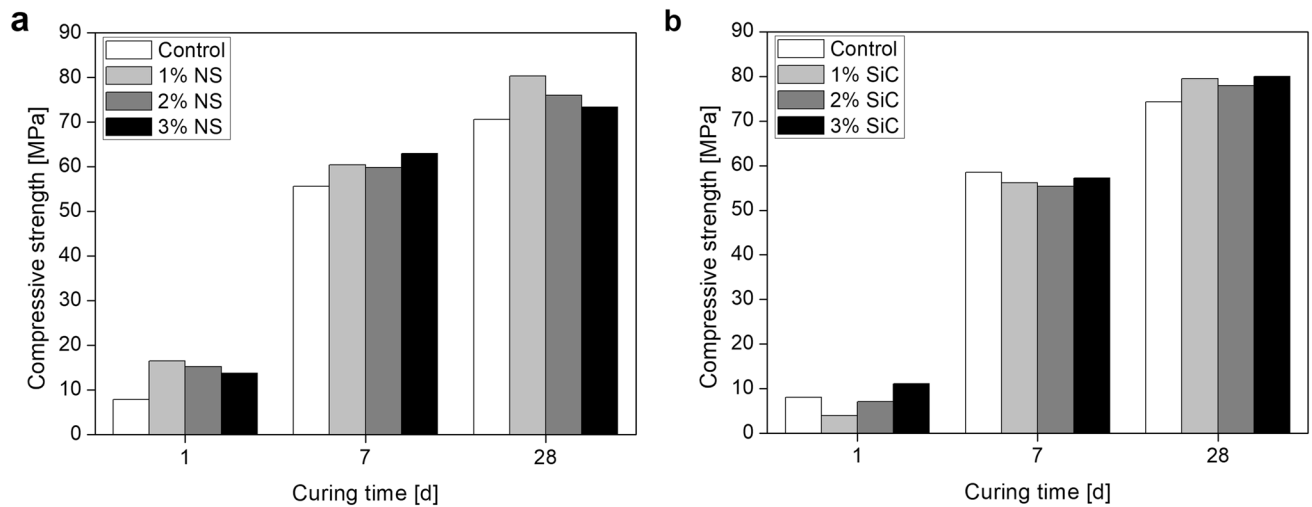 a
Compressive strength [MPa]
90
80
70
60
50
40
30
20
10
0
Control
1% NS
2% NS
3% NS
1 7 28
Curing time [d]
b
Compressive strength [MPa]
90
80
70
60
50
40
30
20
10
0
Control
1% SiC
2% SiC
3% SiC
1 7 28
Curing time [d]